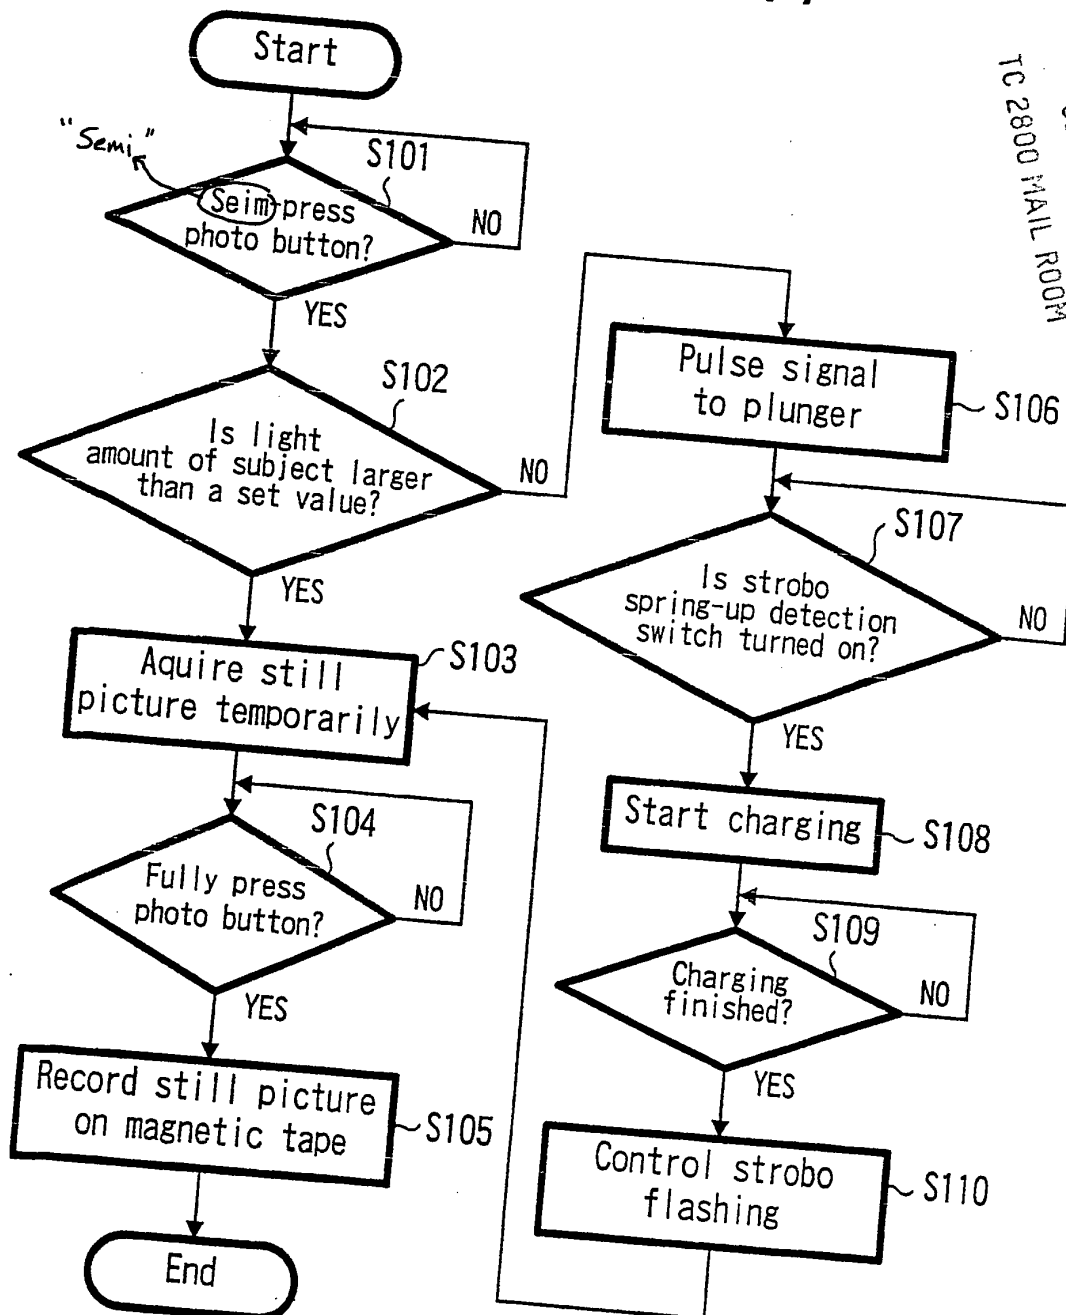 Start
"Semi"
S101
Seim-press
photo button?
NO
YES
S102
Is light
amount of subject larger
than a set value?
NO
YES
S103
Aquire still
picture temporarily
S104
Fully press
photo button?
NO
YES
Record still picture
on magnetic tape
S105
End
Pulse signal
to plunger
S106
S107
Is strobo
spring-up detection
switch turned on?
NO
YES
Start charging
S108
S109
Charging
finished?
NO
YES
Control strobo
flashing
S110
TC 2800 MAIL ROOM